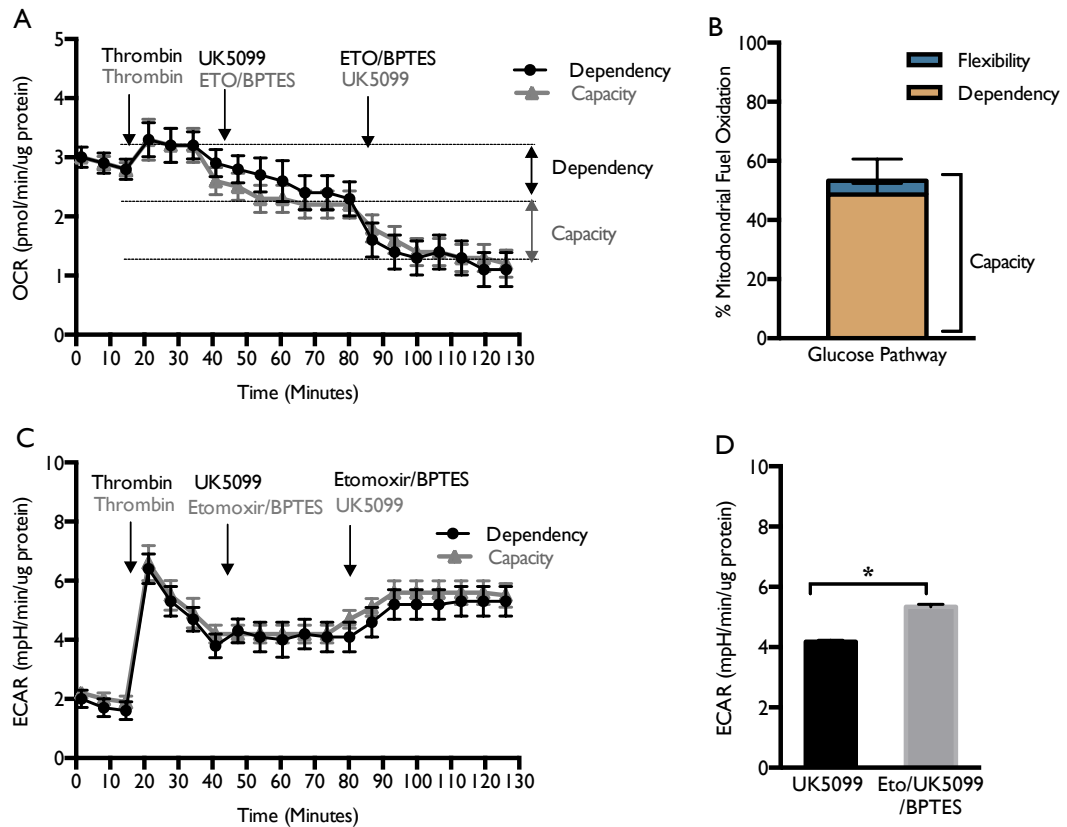 A
OCR (pmol/min/ug protein)
5
4
3
2
1
0
Thrombin
Thrombin
UK5099
ETO/BPTES
ETO/BPTES
UK5099
Dependency
Capacity
Dependency
Capacity
0 10 20 30 40 50 60 70 80 90 100 110 120 130
Time (Minutes)
B
% Mitochondrial Fuel Oxidation
100
80
60
40
20
0
Flexibility
Dependency
Capacity
Glucose Pathway
C
ECAR (mpH/min/ug protein)
10
8
6
4
2
0
Thrombin
Thrombin
UK5099
Etomoxir/BPTES
Etomoxir/BPTES
UK5099
Dependency
Capacity
0 10 20 30 40 50 60 70 80 90 100 110 120 130
Time (Minutes)
D
ECAR (mpH/min/ug protein)
10
8
6
4
2
0
*
UK5099
Eto/UK5099
/BPTES